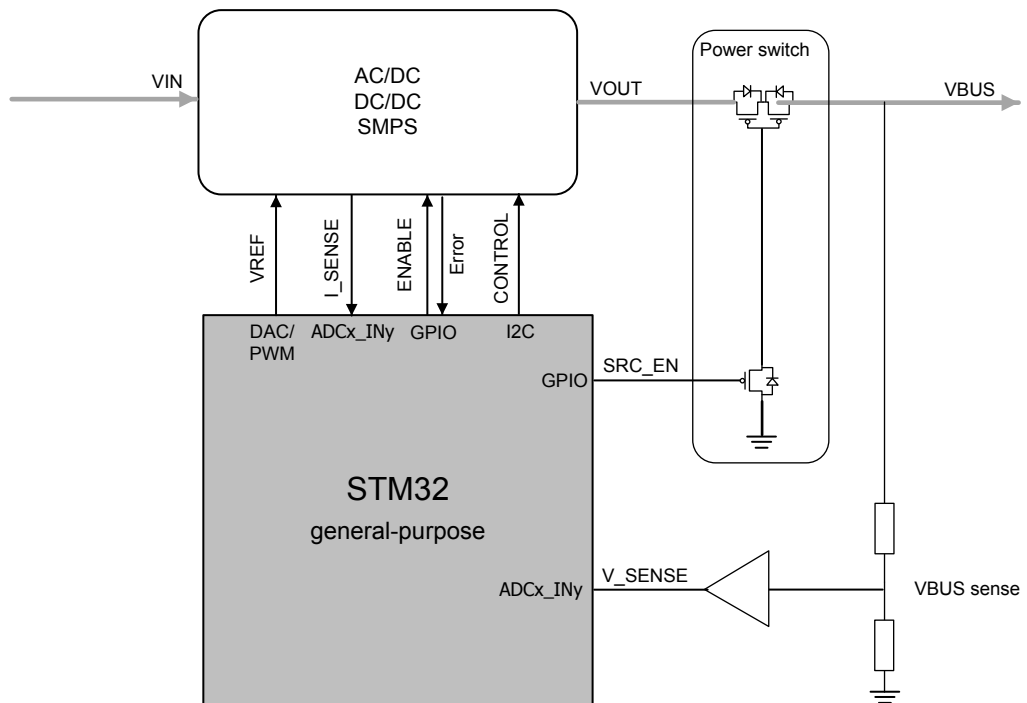 Power switch
AC/DC
DC/DC
SMPS
VIN
VOUT
VBUS
VREF
I_SENSE
ENABLE
Error
CONTROL
DAC/
PWM
ADCx_INy
GPIO
I2C
GPIO
SRC_EN
STM32
general-purpose
ADCx_INy
V_SENSE
VBUS sense